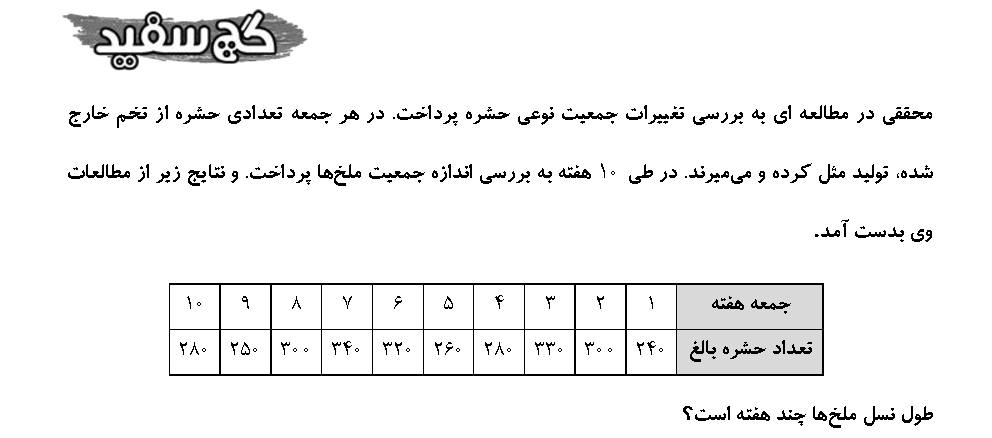 گچ سفید
محققی در مطالعه ای به بررسی تغییرات جمعیت نوعی حشره پرداخت. در هر جمعه تعدادی حشره از تخم خارج
شده، تولید مثل کرده و می‌میرند. در طی ۱۰ هفته به بررسی اندازه جمعیت ملخ‌ها پرداخت. و نتایج زیر از مطالعات
وی بدست آمد.
جمعه هفته ۱ ۲ ۳ ۴ ۵ ۶ ۷ ۸ ۹ ۱۰
تعداد حشره بالغ ۲۴۰ ۳۰۰ ۳۳۰ ۲۸۰ ۲۶۰ ۳۲۰ ۳۴۰ ۳۰۰ ۲۵۰ ۲۸۰
طول نسل ملخ‌ها چند هفته است؟